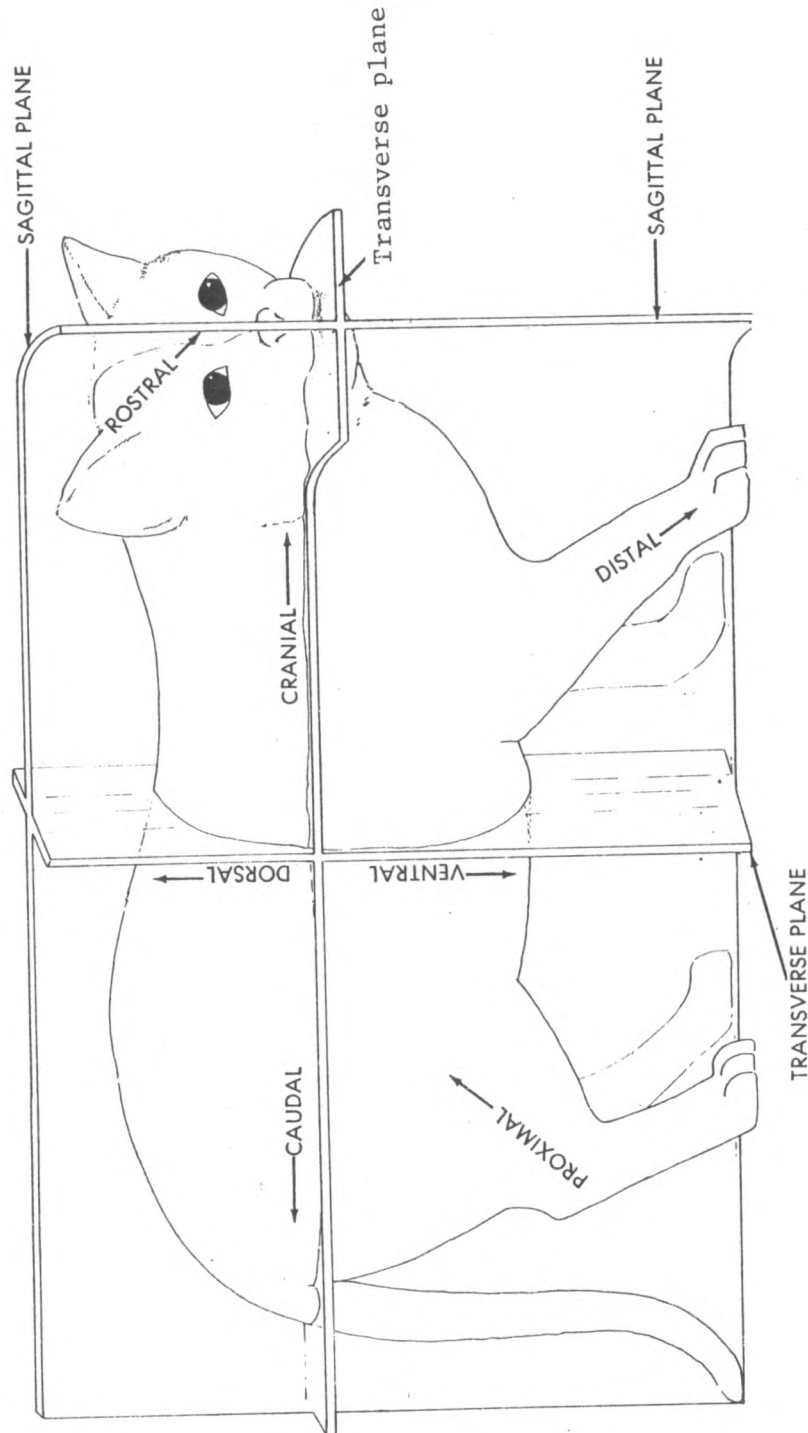 SAGITTAL PLANE
Transverse plane
SAGITTAL PLANE
ROSTRAL
CRANIAL
DISTAL
DORSAL
VENTRAL
CAUDAL
PROXIMAL
TRANSVERSE PLANE